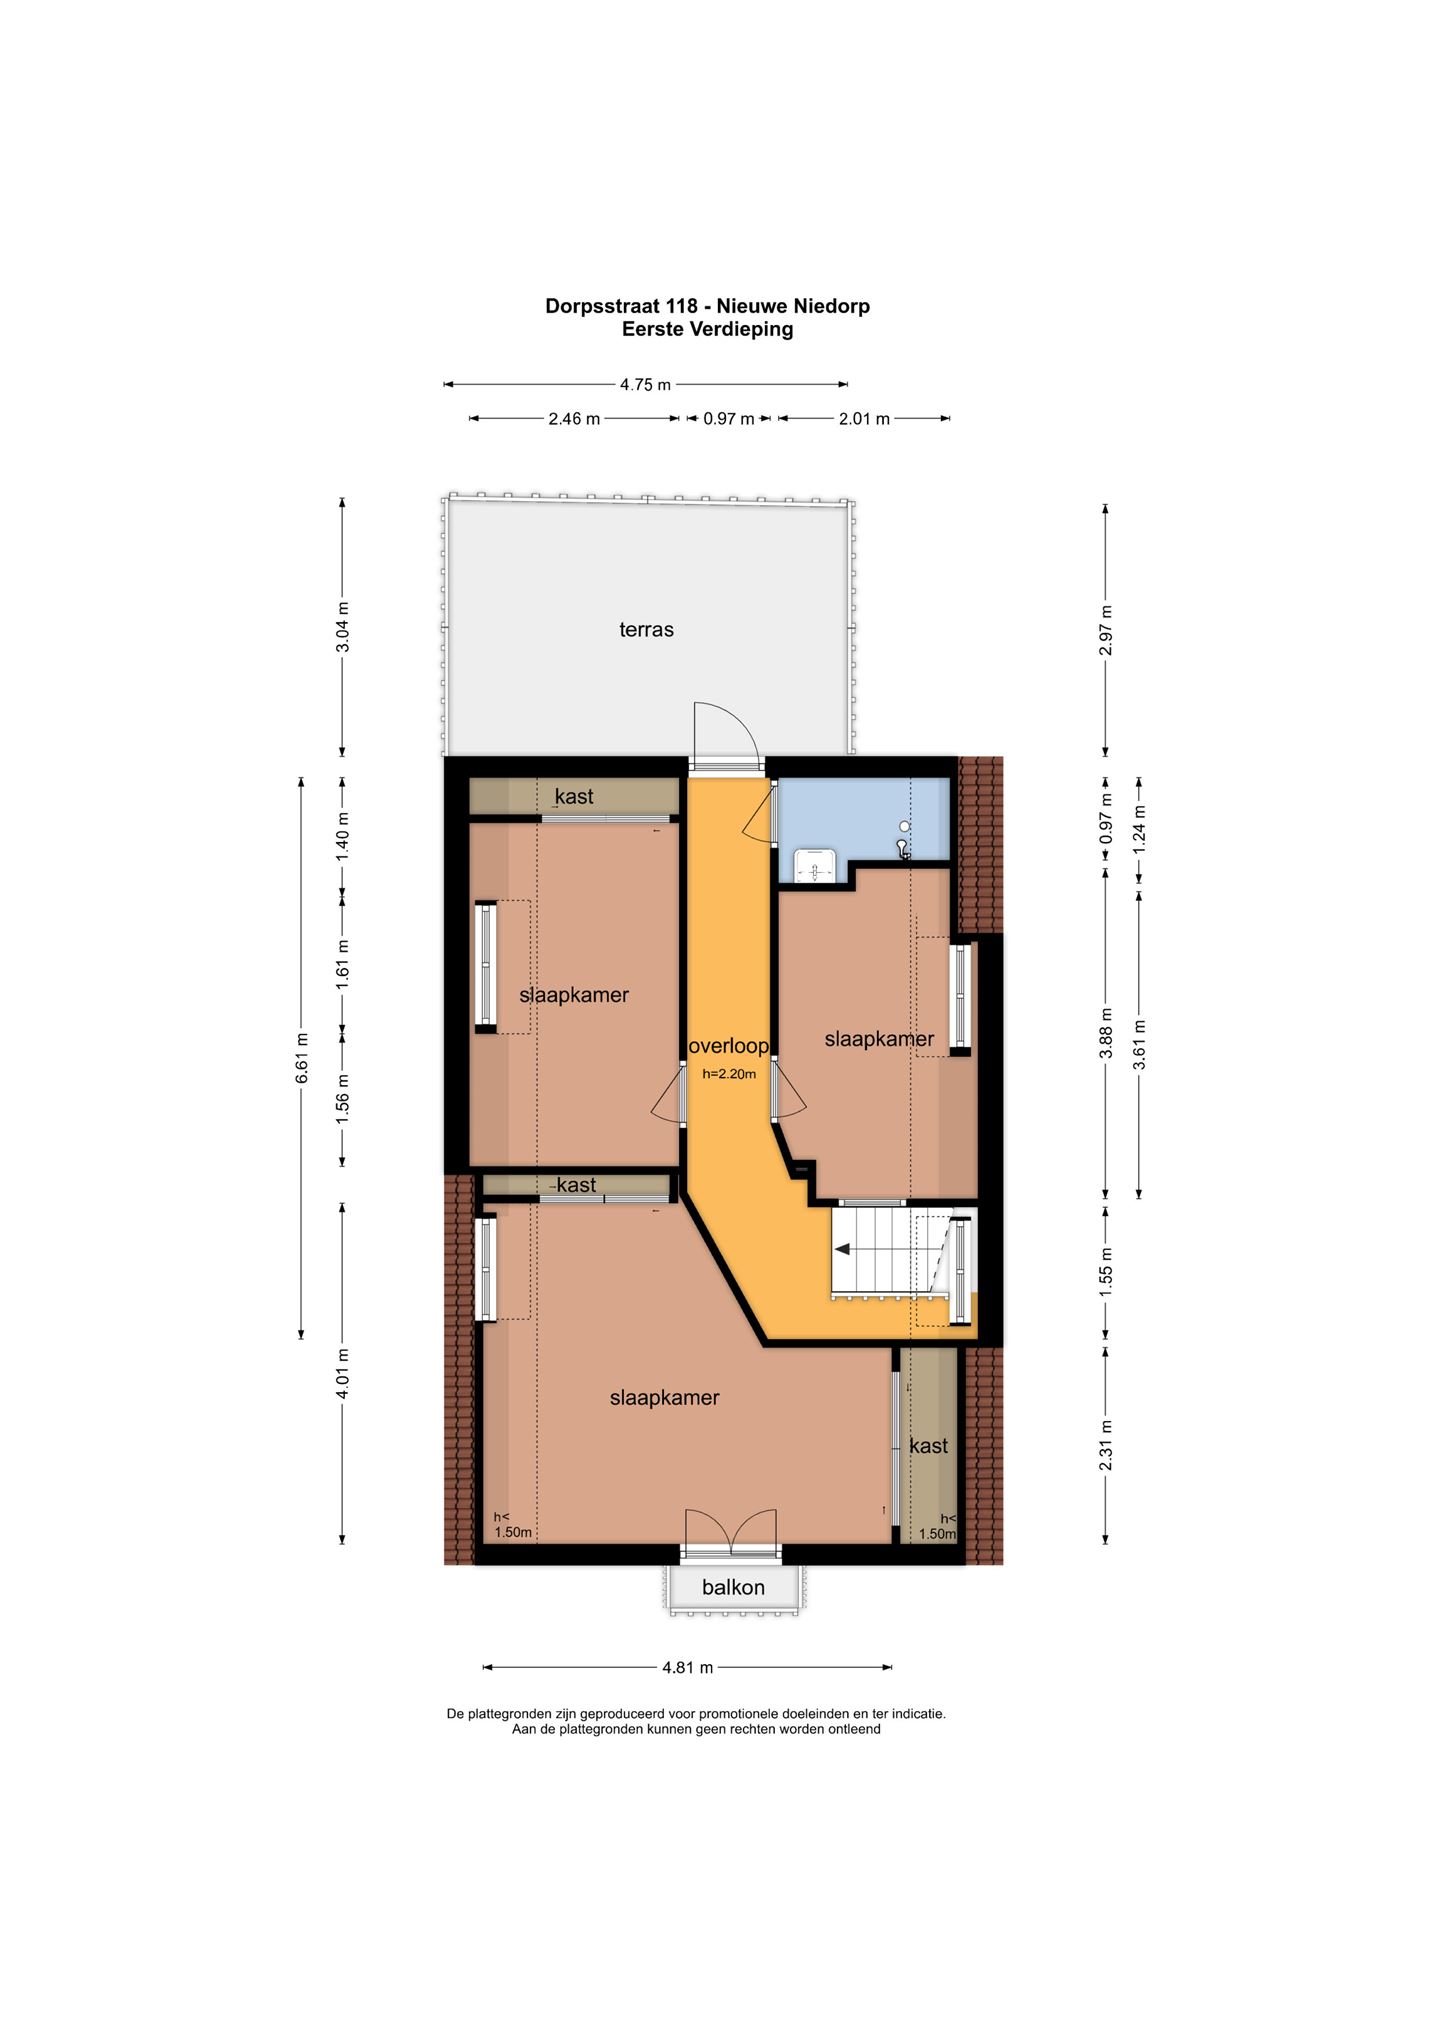 Dorpsstraat 118 - Nieuwe Niedorp
Eerste Verdieping
4.75 m
2.46 m
0.97 m
2.01 m
3.04 m
2.97 m
terras
kast
1.40 m
0.97 m
1.24 m
1.61 m
slaapkamer
overloop
h=2.20m
slaapkamer
3.88 m
3.61 m
6.61 m
1.56 m
kast
1.55 m
4.01 m
slaapkamer
kast
2.31 m
h<
1.50m
h<
1.50m
balkon
4.81 m
De plattegronden zijn geproduceerd voor promotionele doeleinden en ter indicatie.
Aan de plattegronden kunnen geen rechten worden ontleend